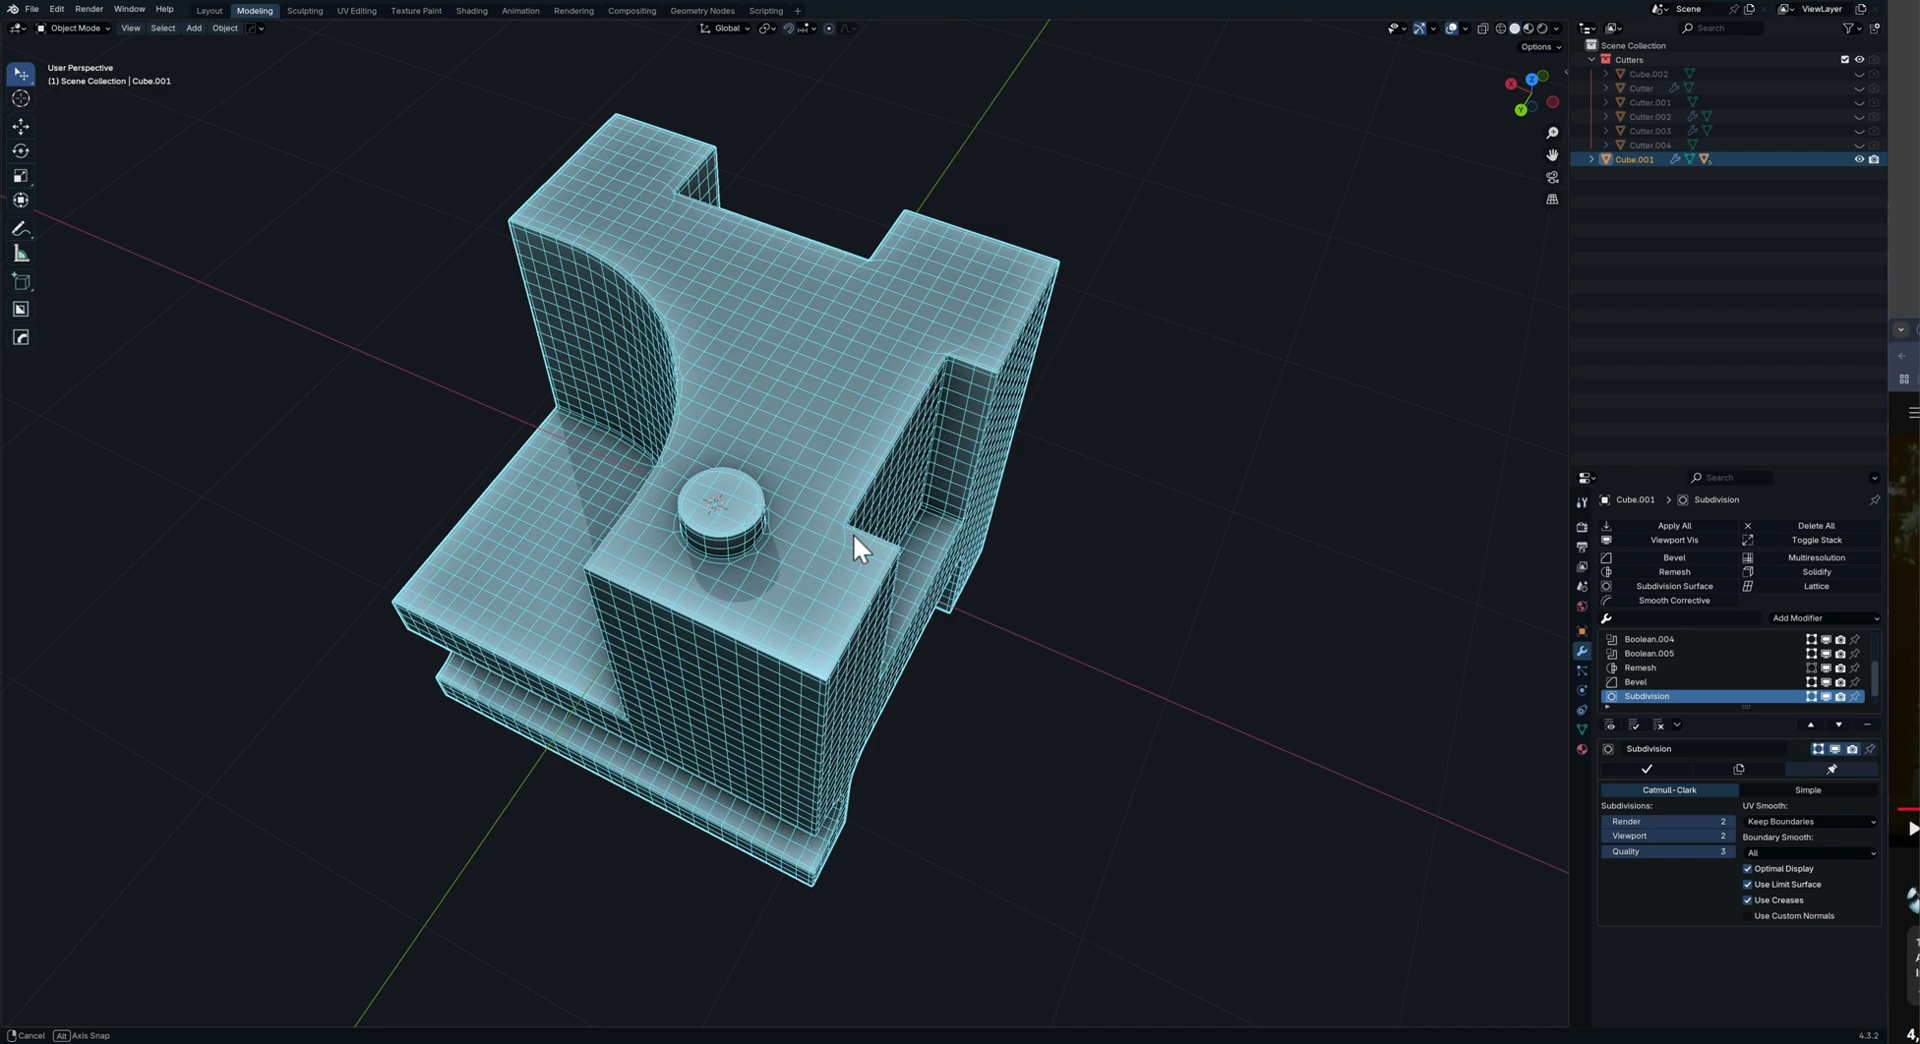 File Edit Render Window Help
Layout Modeling Sculpting UV Editing Texture Paint Shading Animation Rendering Compositing Geometry Nodes Scripting +
Scene ViewLayer
Object Mode View Select Add Object
Global
Search
Options
User Perspective
(1) Scene Collection | Cube.001
X
Y
Z
Scene Collection
Cutters
Cube.002
Cutter
Cutter.001
Cutter.002
Cutter.003
Cutter.004
Cube.001
Search
Cube.001 > Subdivision
Apply All Delete All
Viewport Vis Toggle Stack
Bevel Multiresolution
Remesh Solidify
Subdivision Surface Lattice
Smooth Corrective
Add Modifier
Boolean.004
Boolean.005
Remesh
Bevel
Subdivision
Subdivision
Catmull-Clark Simple
Subdivisions: UV Smooth:
Render 2 Keep Boundaries
Viewport 2 Boundary Smooth:
Quality 3 All
Optimal Display
Use Limit Surface
Use Creases
Use Custom Normals
Cancel Alt Axis Snap
4.3.2
4,